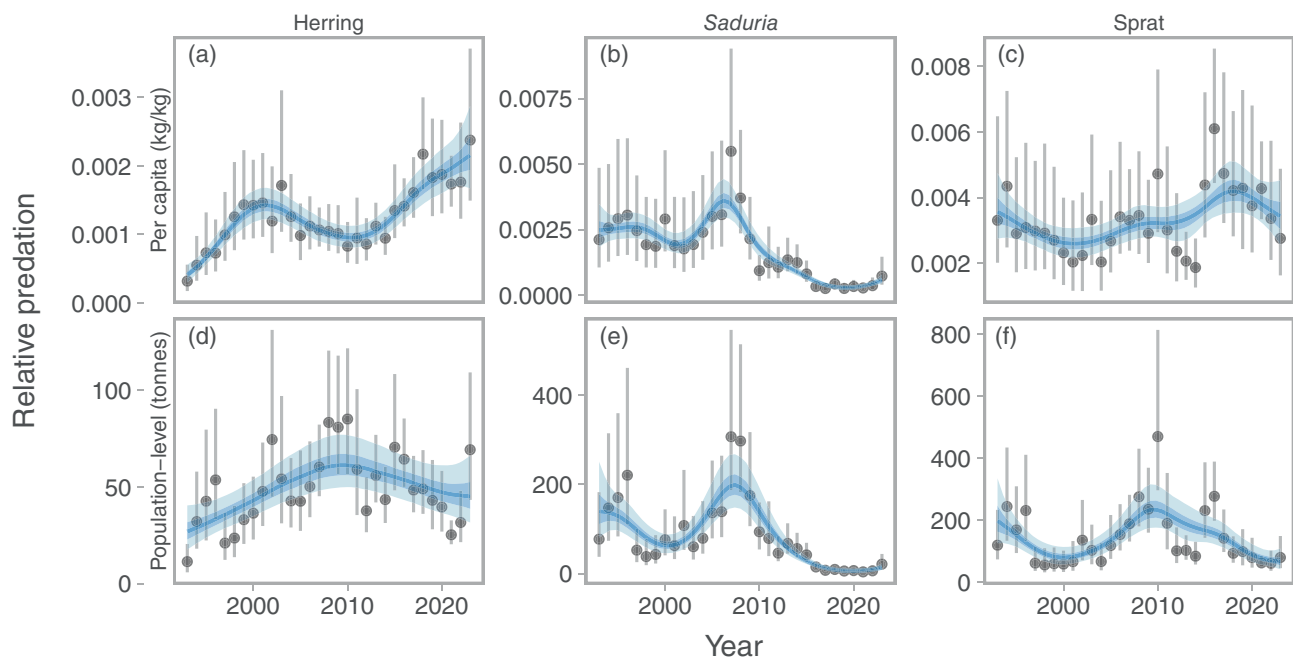 Herring
Saduria
Sprat
Relative predation
Per capita (kg/kg)
(a)
0.003
0.002
0.001
0.000
(b)
0.0075
0.0050
0.0025
0.0000
(c)
0.008
0.006
0.004
0.002
Population−level (tonnes)
(d)
100
50
0
(e)
400
200
0
(f)
800
600
400
200
0
2000 2010 2020
2000 2010 2020
2000 2010 2020
Year